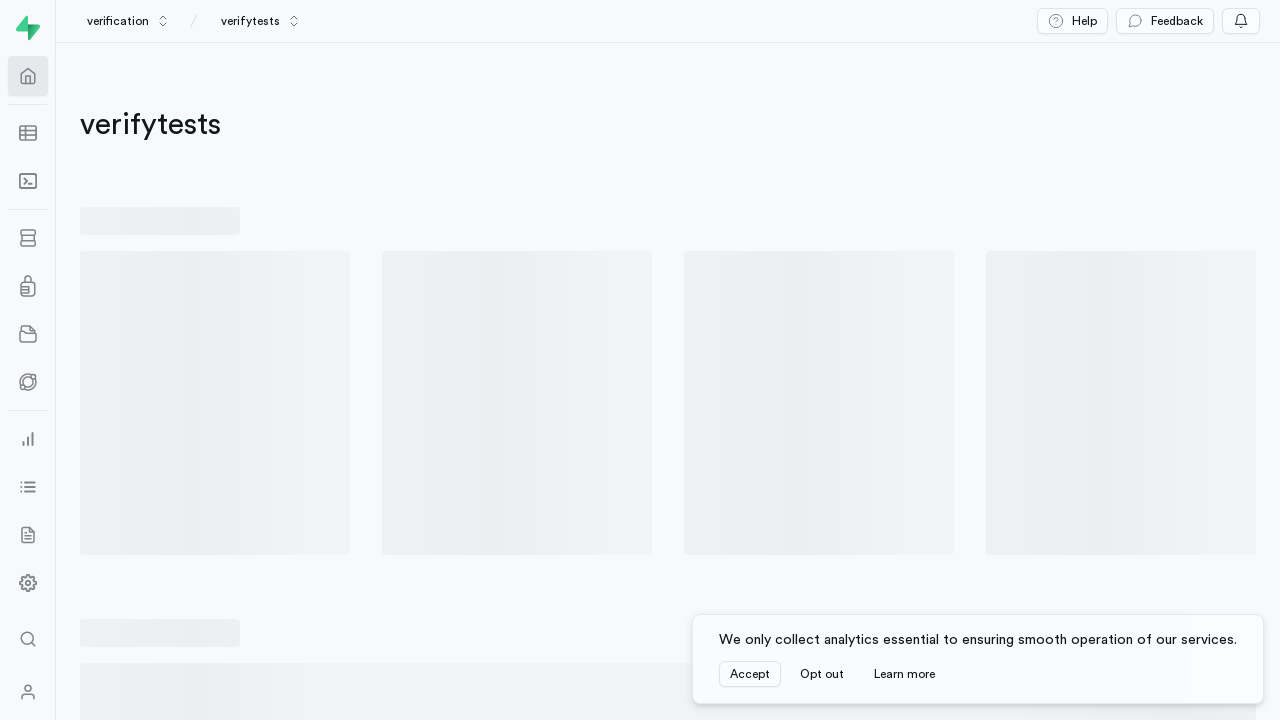 verification / verifytests Help Feedback
verifytests
We only collect analytics essential to ensuring smooth operation of our services.
Accept Opt out Learn more